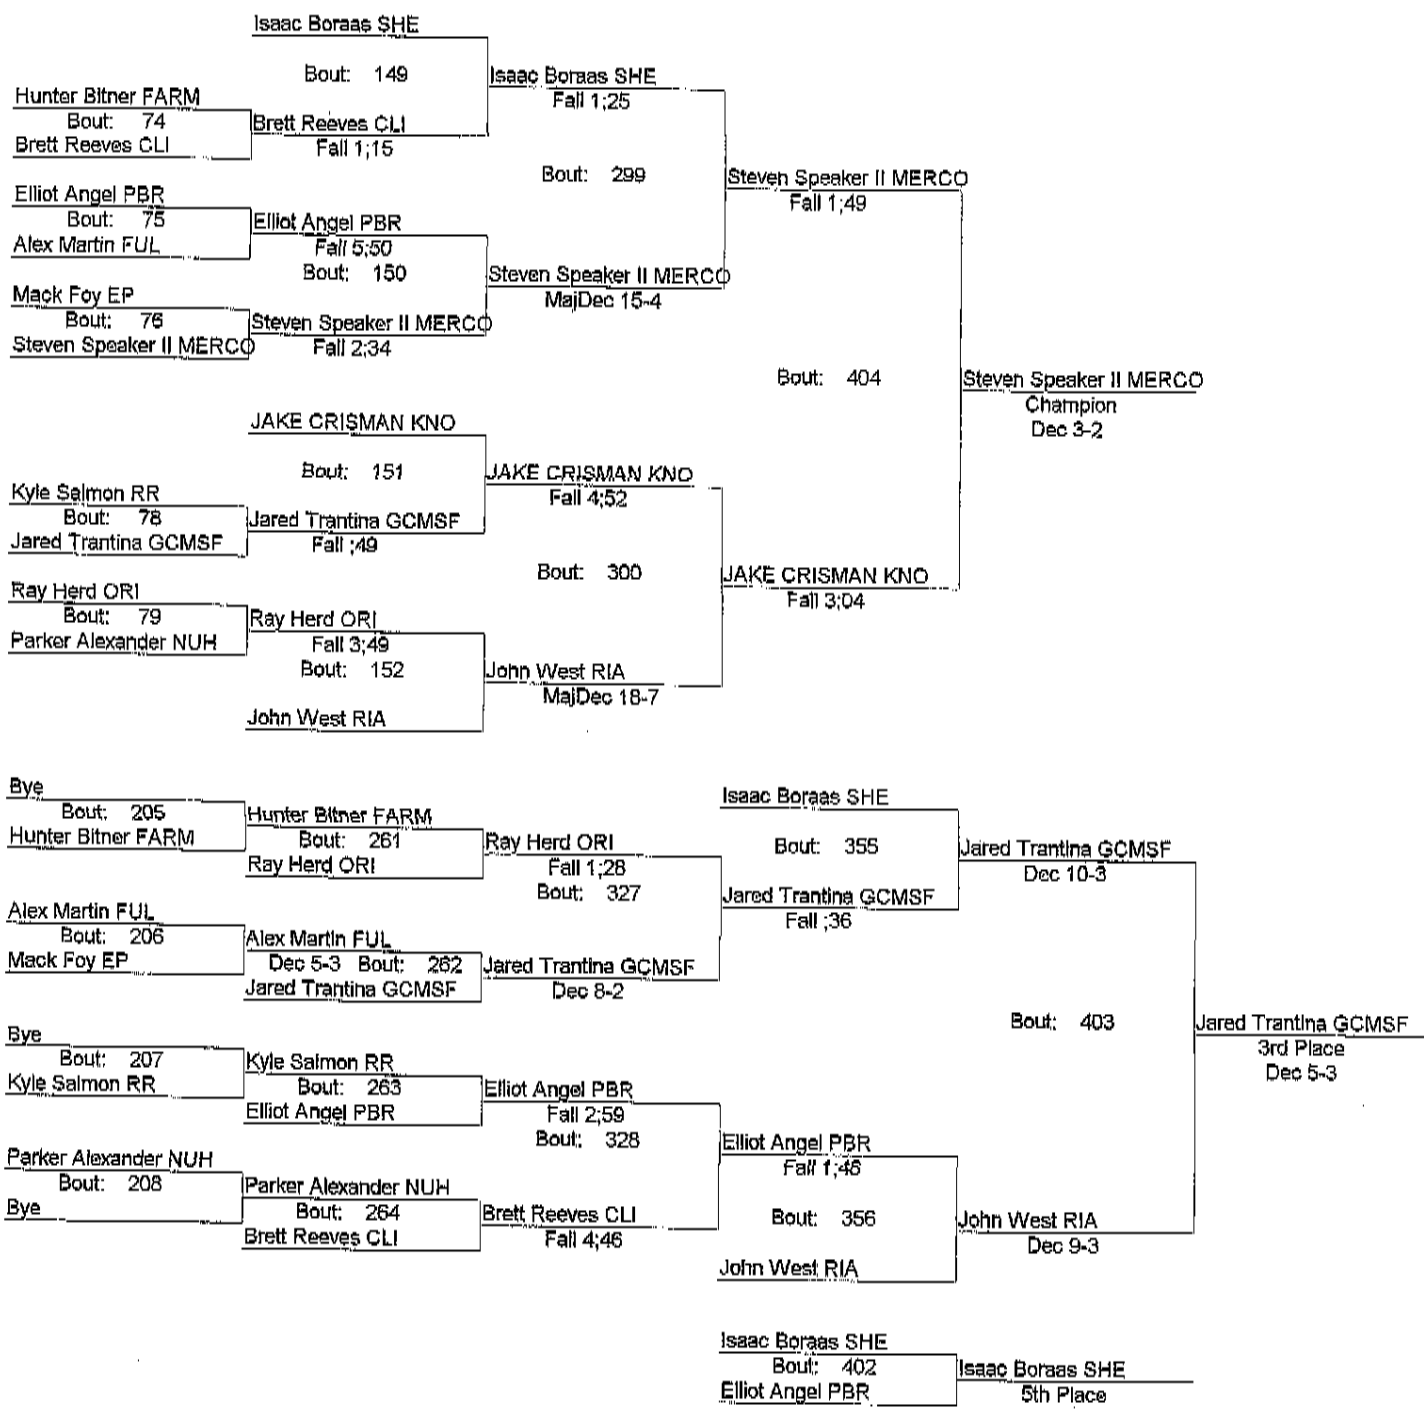 Isaac Boraas SHE
Bout: 149
Isaac Boraas SHE
Fall 1;25
Hunter Bitner FARM
Bout: 74
Brett Reeves CLI
Brett Reeves CLI
Fall 1;15
Bout: 299
Steven Speaker II MERCO
Fall 1;49
Elliot Angel PBR
Bout: 75
Alex Martin FUL
Elliot Angel PBR
Fall 5;50
Bout: 150
Steven Speaker II MERCO
MajDec 15-4
Mack Foy EP
Bout: 76
Steven Speaker II MERCO
Steven Speaker II MERCO
Fall 2;34
Bout: 404
Steven Speaker II MERCO
Champion
Dec 3-2
JAKE CRISMAN KNO
Bout: 151
JAKE CRISMAN KNO
Fall 4;52
Kyle Salmon RR
Bout: 78
Jared Trantina GCMSF
Jared Trantina GCMSF
Fall ;49
Bout: 300
JAKE CRISMAN KNO
Fall 3;04
Ray Herd ORI
Bout: 79
Parker Alexander NUH
Ray Herd ORI
Fall 3;49
Bout: 152
John West RIA
MajDec 18-7
John West RIA
Bye
Bout: 205
Hunter Bitner FARM
Hunter Bitner FARM
Bout: 261
Ray Herd ORI
Ray Herd ORI
Fall 1;28
Bout: 327
Isaac Boraas SHE
Bout: 355
Jared Trantina GCMSF
Dec 10-3
Jared Trantina GCMSF
Fall ;36
Alex Martin FUL
Bout: 206
Mack Foy EP
Alex Martin FUL
Dec 5-3 Bout: 262
Jared Trantina GCMSF
Jared Trantina GCMSF
Dec 8-2
Bout: 403
Jared Trantina GCMSF
3rd Place
Dec 5-3
Bye
Bout: 207
Kyle Salmon RR
Kyle Salmon RR
Bout: 263
Elliot Angel PBR
Elliot Angel PBR
Fall 2;59
Bout: 328
Elliot Angel PBR
Fall 1;46
Parker Alexander NUH
Bout: 208
Bye
Parker Alexander NUH
Bout: 264
Brett Reeves CLI
Brett Reeves CLI
Fall 4;46
Bout: 356
John West RIA
Dec 9-3
John West RIA
Isaac Boraas SHE
Bout: 402
Elliot Angel PBR
Isaac Boraas SHE
5th Place